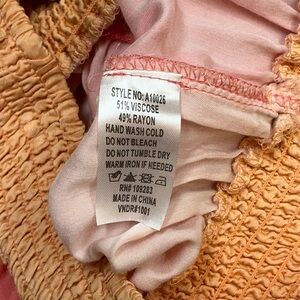 STYLE NO: A10026
51% VISCOSE
49% RAYON
HAND WASH COLD
DO NOT BLEACH
DO NOT TUMBLE DRY
WARM IRON IF NEEDED
RN# 109283
MADE IN CHINA
VNDR#1001